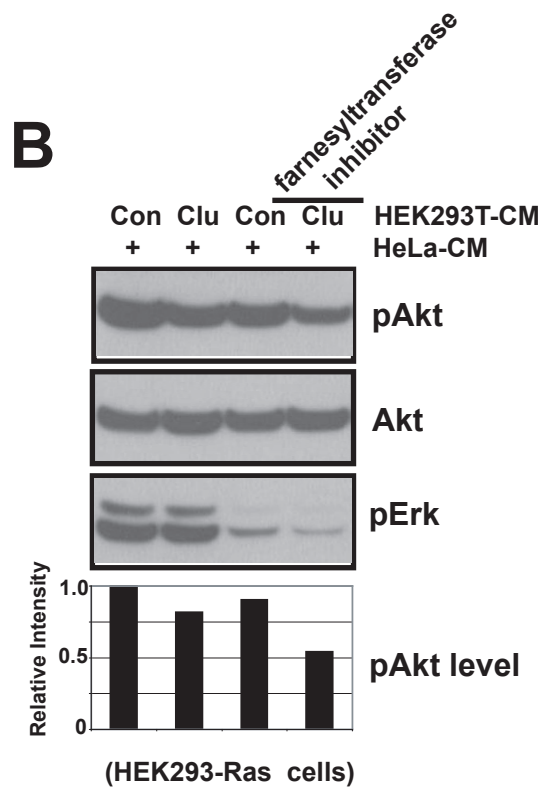 B
farnesyltransferase
inhibitor
Con Clu Con Clu HEK293T-CM
+ + + + HeLa-CM
pAkt
Akt
pErk
Relative Intensity
1.0
0.5
0
pAkt level
(HEK293-Ras cells)